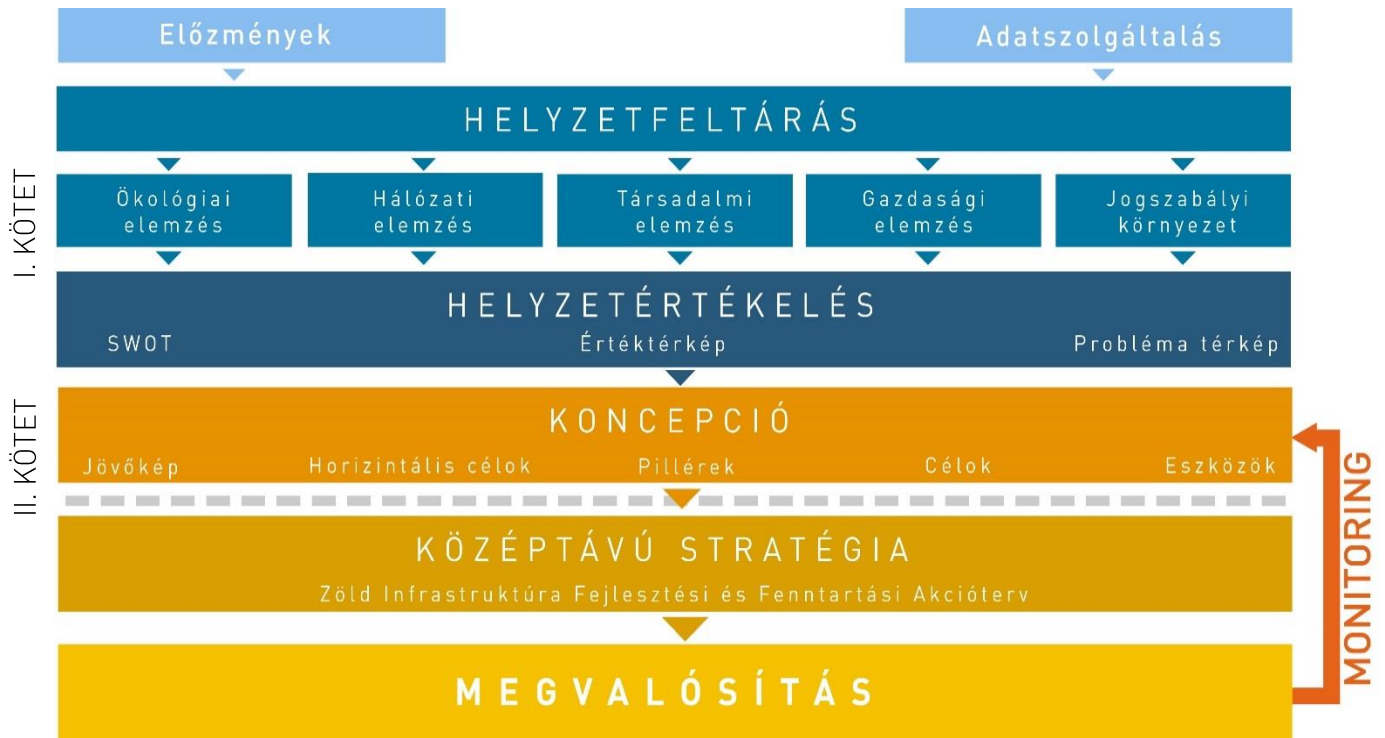 Előzmények
Adatszolgáltalás
HELYZETFELTÁRÁS
I. KÖTET
Ökológiai
elemzés
Hálózati
elemzés
Társadalmi
elemzés
Gazdasági
elemzés
Jogszabályi
környezet
HELYZETÉRTÉKELÉS
SWOT
Értéktérkép
Probléma térkép
II. KÖTET
KONCEPCIÓ
Jövőkép
Horizintális célok
Pillérek
Célok
Eszközök
MONITORING
KÖZÉPTÁVÚ STRATÉGIA
Zöld Infrastruktúra Fejlesztési és Fenntartási Akcióterv
MEGVALÓSÍTÁS